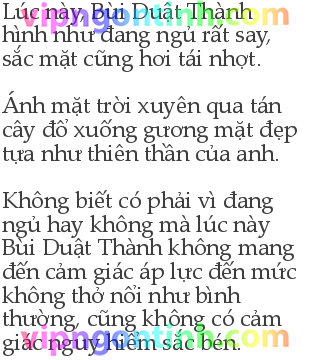 Lúc này, Bùi Duật Thành
hình như đang ngủ rất say,
sắc mặt cũng hơi tái nhợt.
Ánh mặt trời xuyên qua tán
cây đổ xuống gương mặt đẹp
tựa như thiên thần của anh.
Không biết có phải vì đang
ngủ hay không mà lúc này
Bùi Duật Thành không mang
đến cảm giác áp lực đến mức
không thở nổi như bình
thường, cũng không có cảm
giác nguy hiểm sắc bén.
vipngontinh.com
vipngontinh.com